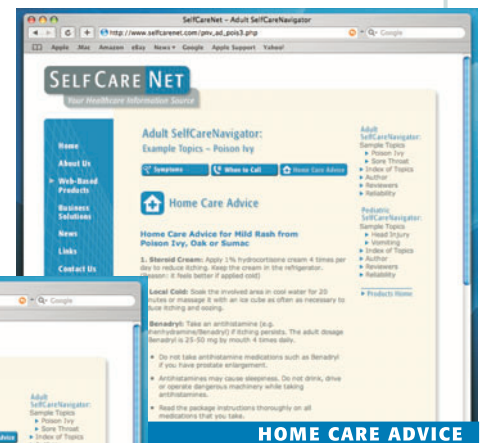 SelfCareNet – Adult SelfCareNavigator
http://www.selfcarenet.com/pnv_ad_pois3.php
Q- Google
Apple .Mac Amazon eBay News Google Apple Support Yahoo!
SELFCARE NET
Your Healthcare Information Source
Home
About Us
Web-Based
Products
Business
Solutions
News
Links
Contact Us
Adult SelfCareNavigator:
Example Topics – Poison Ivy
Symptoms
When to Call
Home Care Advice
Home Care Advice
Home Care Advice for Mild Rash from
Poison Ivy, Oak or Sumac
1. Steroid Cream: Apply 1% hydrocortisone cream 4 times per
day to reduce itching. Keep the cream in the refrigerator.
(Reason: it feels better if applied cold)
Local Cold: Soak the involved area in cool water for 20
nutes or massage it with an ice cube as often as necessary to
uce itching and oozing.
Benadryl: Take an antihistamine (e.g.
henhydramine/Benadryl) if itching persists. The adult dosage
Benadryl is 25-50 mg by mouth 4 times daily.
Do not take antihistamine medications such as Benadryl
if you have prostate enlargement.
Antihistamines may cause sleepiness. Do not drink, drive
or operate dangerous machinery while taking
antihistamines.
Read the package instructions thoroughly on all
medications that you take.
Adult
SelfCareNavigator:
Sample Topics
Poison Ivy
Sore Throat
Index of Topics
Author
Reviewers
Reliability
Pediatric
SelfCareNavigator:
Sample Topics
Head Injury
Vomiting
Index of Topics
Author
Reviewers
Reliability
Products Home
Q- Google
Adult
SelfCareNavigator:
Sample Topics
Poison Ivy
Sore Throat
Index of Topics
Advice
HOME CARE ADVICE